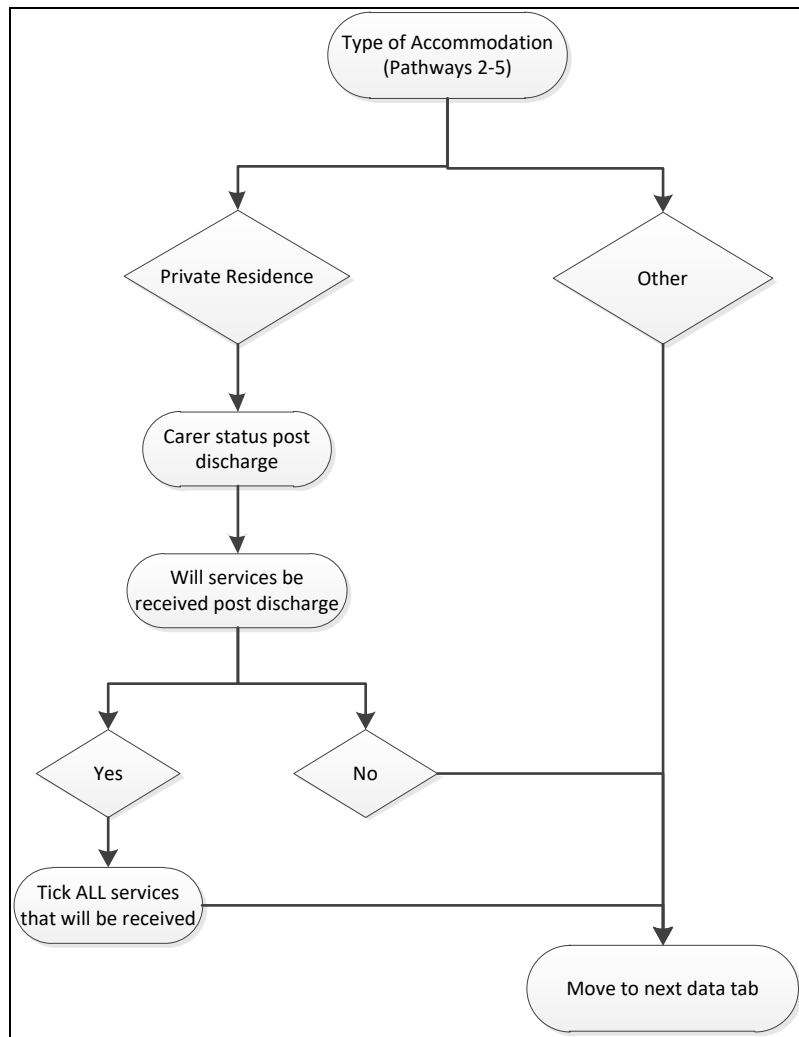 Type of Accommodation
(Pathways 2-5)
Private Residence
Other
Carer status post
discharge
Will services be
received post discharge
Yes
No
Tick ALL services
that will be received
Move to next data tab